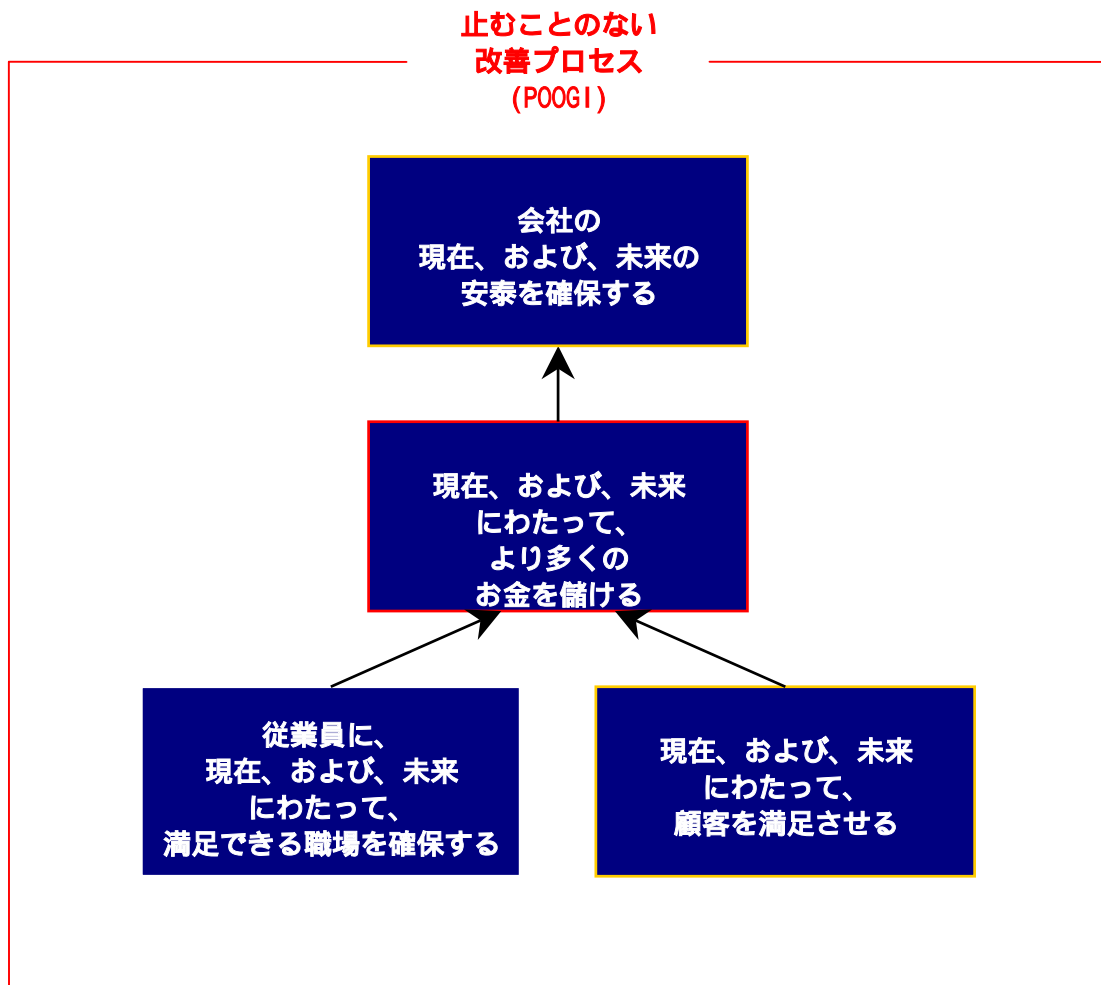 止むことのない
改善プロセス
(POOGI)
会社の
現在、および、未来の
安泰を確保する
現在、および、未来
にわたって、
より多くの
お金を儲ける
従業員に、
現在、および、未来
にわたって、
満足できる職場を確保する
現在、および、未来
にわたって、
顧客を満足させる